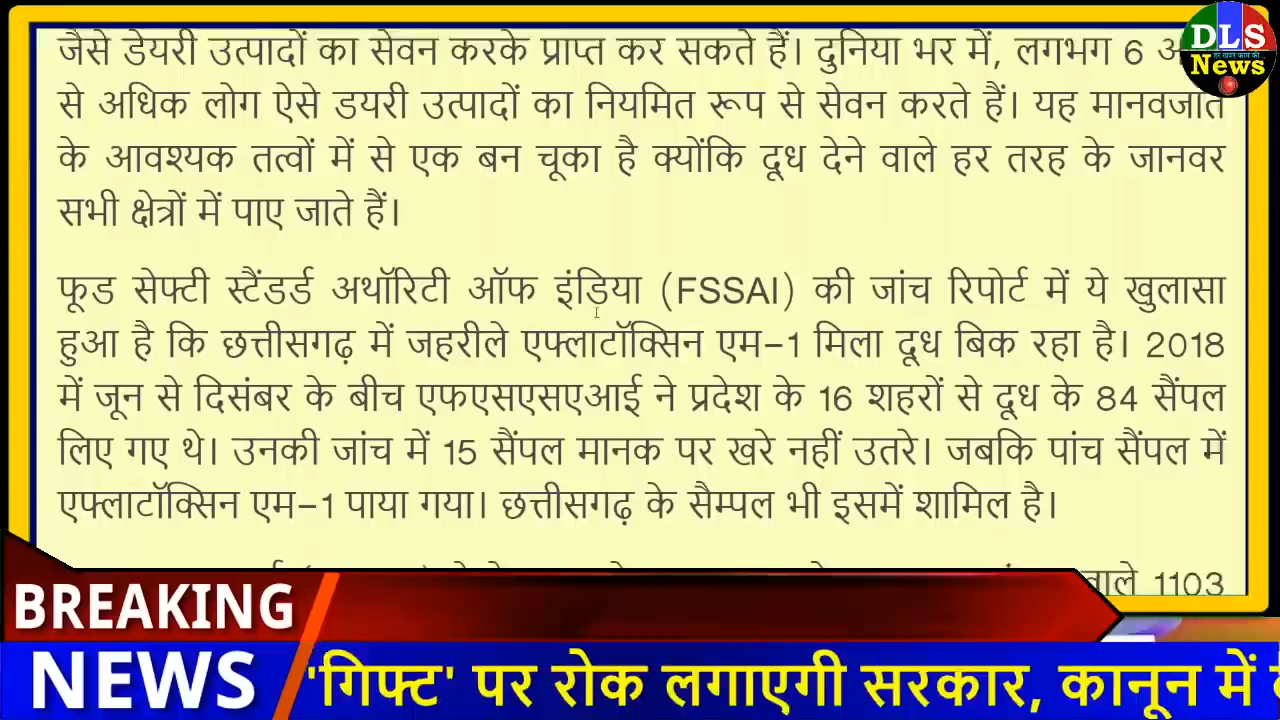 जैसे डेयरी उत्पादों का सेवन करके प्राप्त कर सकते हैं। दुनिया भर में, लगभग 6
से अधिक लोग ऐसे डयरी उत्पादों का नियमित रूप से सेवन करते हैं। यह मानवजाति
के आवश्यक तत्वों में से एक बन चूका है क्योंकि दूध देने वाले हर तरह के जानवर
सभी क्षेत्रों में पाए जाते हैं।
फूड सेफ्टी स्टैंडर्ड अथॉरिटी ऑफ इंडिया (FSSAI) की जांच रिपोर्ट में ये खुलासा
हुआ है कि छत्तीसगढ़ में जहरीले एफ्लाटॉक्सिन एम-1 मिला दूध बिक रहा है। 2018
में जून से दिसंबर के बीच एफएसएसएआई ने प्रदेश के 16 शहरों से दूध के 84 सैंपल
लिए गए थे। उनकी जांच में 15 सैंपल मानक पर खरे नहीं उतरे। जबकि पांच सैंपल में
एफ्लाटॉक्सिन एम-1 पाया गया। छत्तीसगढ़ के सैम्पल भी इसमें शामिल है।
वाले 1103
DLS
News
BREAKING
NEWS
'गिफ्ट' पर रोक लगाएगी सरकार, कानून में